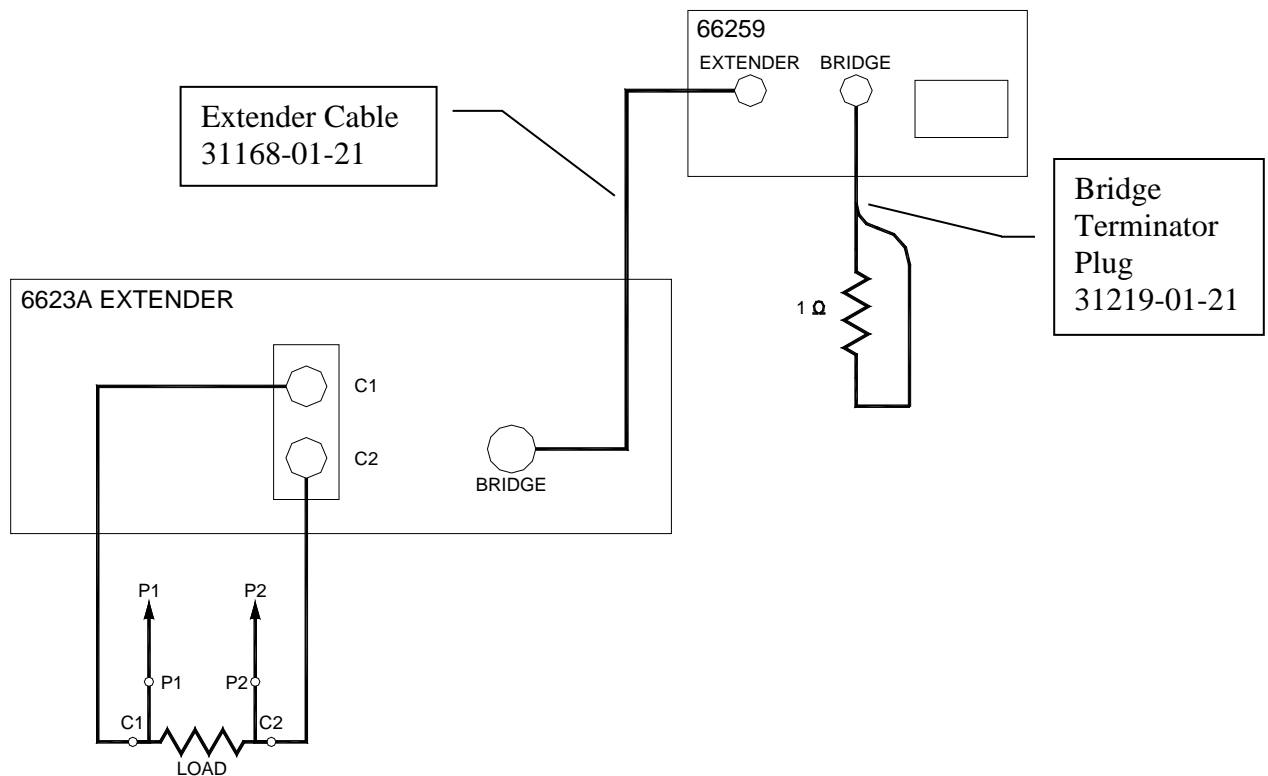 66259
EXTENDER BRIDGE
Extender Cable
31168-01-21
Bridge
Terminator
Plug
31219-01-21
6623A EXTENDER
1 Ω
C1
C2
BRIDGE
P1 P2
P1 P2
C1 C2
LOAD